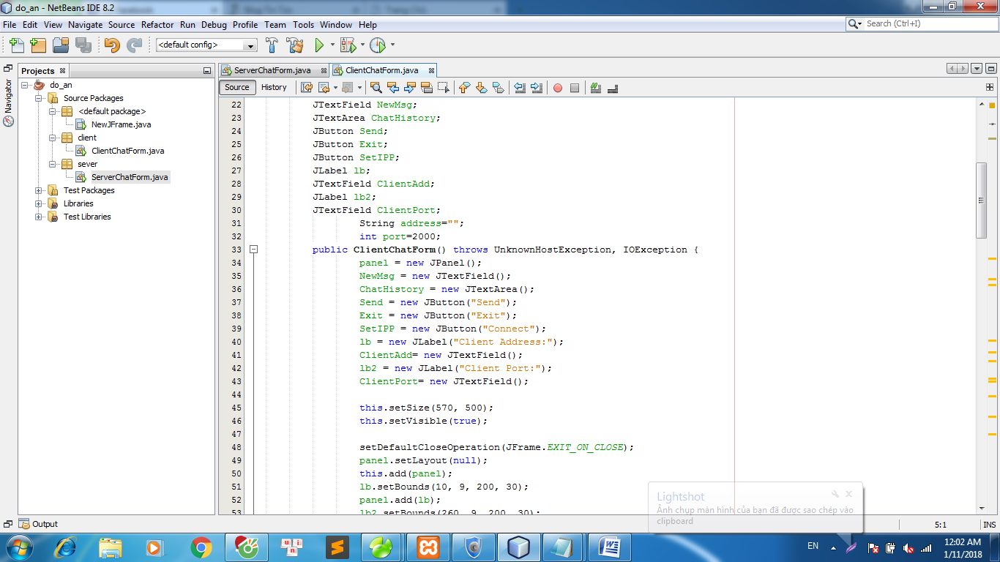 do_an - NetBeans IDE 8.2
File Edit View Navigate Source Refactor Run Debug Profile Team Tools Window Help
Search (Ctrl+I)
<default config>
Projects
ServerChatForm.java
ClientChatForm.java
Navigator
Source History
do_an
Source Packages
<default package>
NewJFrame.java
client
ClientChatForm.java
sever
ServerChatForm.java
Test Packages
Libraries
Test Libraries
22 JTextField NewMsg;
23 JTextArea ChatHistory;
24 JButton Send;
25 JButton Exit;
26 JButton SetIPP;
27 JLabel lb;
28 JTextField ClientAdd;
29 JLabel lb2;
30 JTextField ClientPort;
31 String address="";
32 int port=2000;
33 public ClientChatForm() throws UnknownHostException, IOException {
34 panel = new JPanel();
35 NewMsg = new JTextField();
36 ChatHistory = new JTextArea();
37 Send = new JButton("Send");
38 Exit = new JButton("Exit");
39 SetIPP = new JButton("Connect");
40 lb = new JLabel("Client Address:");
41 ClientAdd= new JTextField();
42 lb2 = new JLabel("Client Port:");
43 ClientPort= new JTextField();
44
45 this.setSize(570, 500);
46 this.setVisible(true);
47
48 setDefaultCloseOperation(JFrame.EXIT_ON_CLOSE);
49 panel.setLayout(null);
50 this.add(panel);
51 lb.setBounds(10, 9, 200, 30);
52 panel.add(lb);
53 lb2.setBounds(260, 9, 200, 30);
Lightshot
Ảnh chụp màn hình của bạn đã được sao chép vào
clipboard
Output
5:1
INS
uni
EN
12:02 AM
1/11/2018